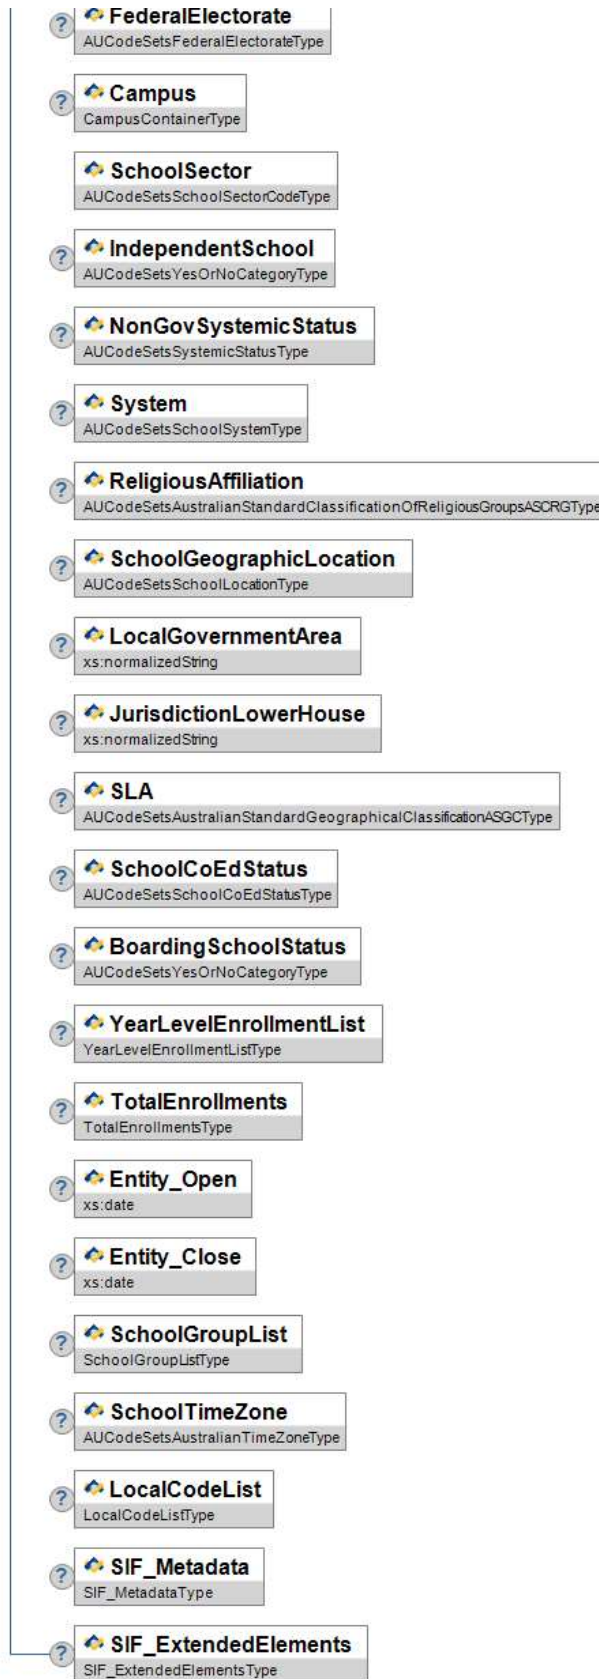 FederalElectorate
AUCodeSetsFederalElectorateType
?
Campus
CampusContainerType
?
SchoolSector
AUCodeSetsSchoolSectorCodeType
IndependentSchool
AUCodeSetsYesOrNoCategoryType
?
NonGovSystemicStatus
AUCodeSetsSystemicStatusType
?
System
AUCodeSetsSchoolSystemType
?
ReligiousAffiliation
AUCodeSetsAustralianStandardClassificationOfReligiousGroupsASCRGType
?
SchoolGeographicLocation
AUCodeSetsSchoolLocationType
?
LocalGovernmentArea
xs:normalizedString
?
JurisdictionLowerHouse
xs:normalizedString
?
SLA
AUCodeSetsAustralianStandardGeographicalClassificationASGCType
?
SchoolCoEdStatus
AUCodeSetsSchoolCoEdStatusType
?
BoardingSchoolStatus
AUCodeSetsYesOrNoCategoryType
?
YearLevelEnrollmentList
YearLevelEnrollmentListType
?
TotalEnrollments
TotalEnrollmentsType
?
Entity_Open
xs:date
?
Entity_Close
xs:date
?
SchoolGroupList
SchoolGroupListType
?
SchoolTimeZone
AUCodeSetsAustralianTimeZoneType
?
LocalCodeList
LocalCodeListType
?
SIF_Metadata
SIF_MetadataType
?
SIF_ExtendedElements
SIF_ExtendedElementsType
?